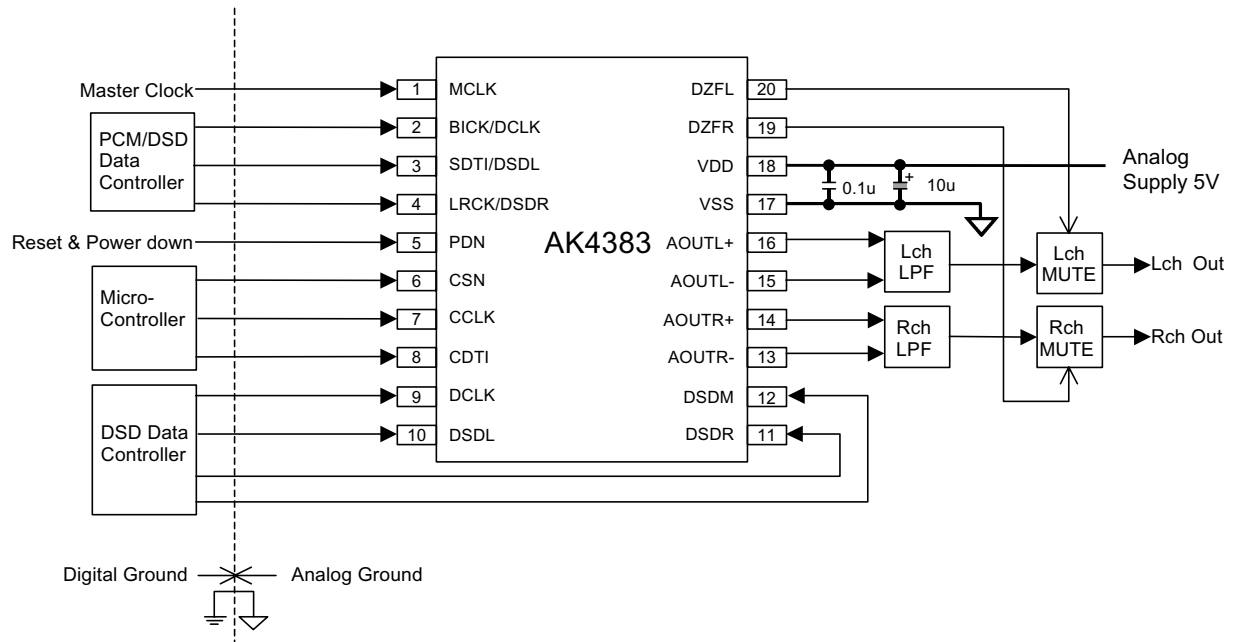 Master Clock
PCM/DSD
Data
Controller
Reset & Power down
Micro-
Controller
DSD Data
Controller
1 MCLK
2 BICK/DCLK
3 SDTI/DSDL
4 LRCK/DSDR
5 PDN
6 CSN
7 CCLK
8 CDTI
9 DCLK
10 DSDL
AK4383
DZFL 20
DZFR 19
VDD 18
VSS 17
AOUTL+ 16
AOUTL- 15
AOUTR+ 14
AOUTR- 13
DSDM 12
DSDR 11
0.1u
+
10u
Analog
Supply 5V
Lch
LPF
Lch
MUTE
Lch Out
Rch
LPF
Rch
MUTE
Rch Out
Digital Ground
Analog Ground